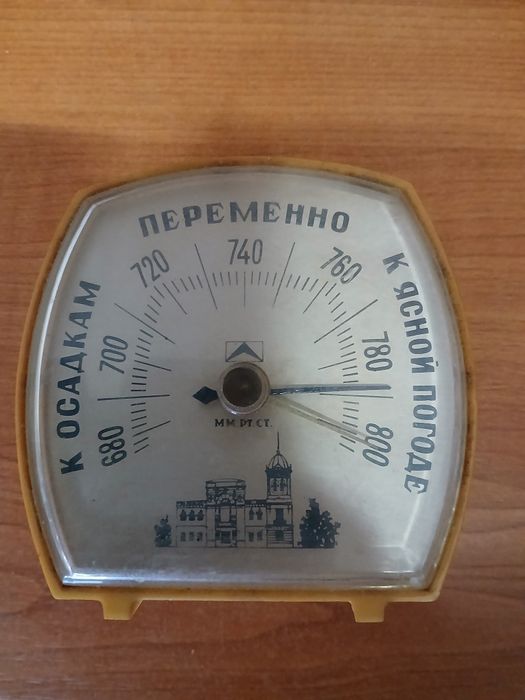 К ОСАДКАМ
ПЕРЕМЕННО
К ЯСНОЙ ПОГОДЕ
680
700
720
740
760
780
800
ММ РТ. СТ.